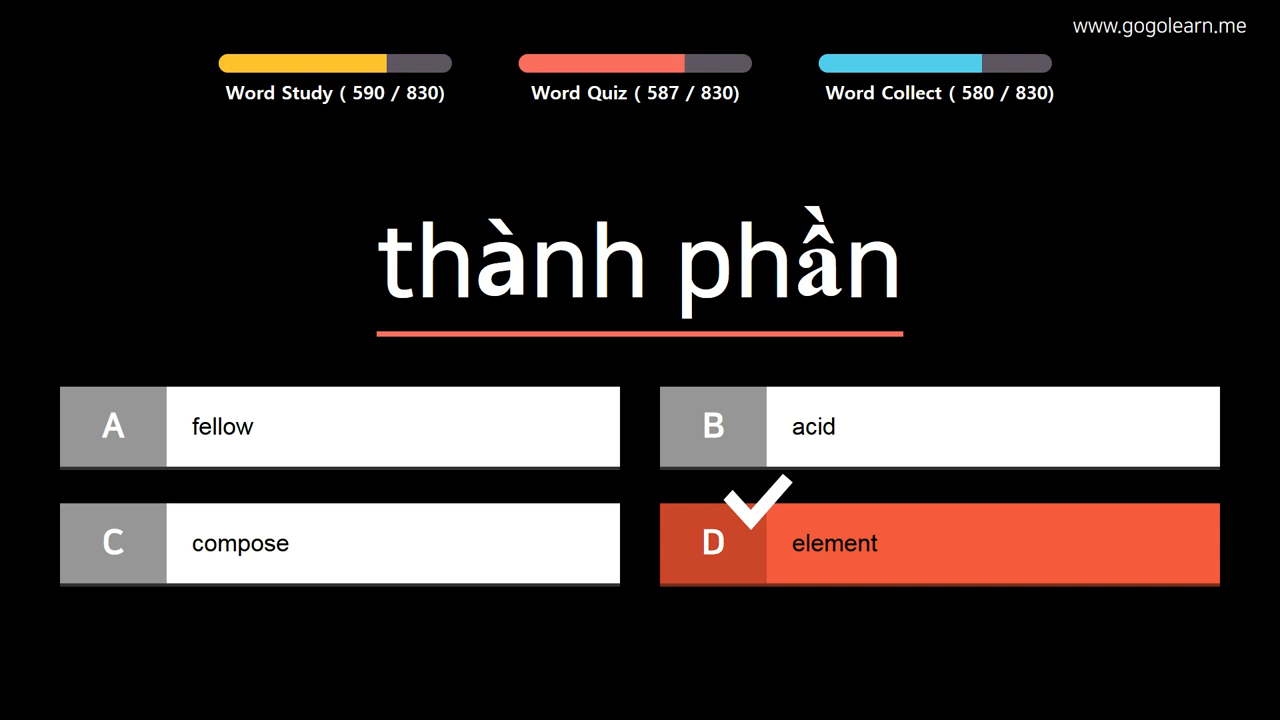 www.gogolearn.me
Word Study ( 590 / 830)
Word Quiz ( 587 / 830)
Word Collect ( 580 / 830)
thành phần
A fellow
B acid
C compose
D element